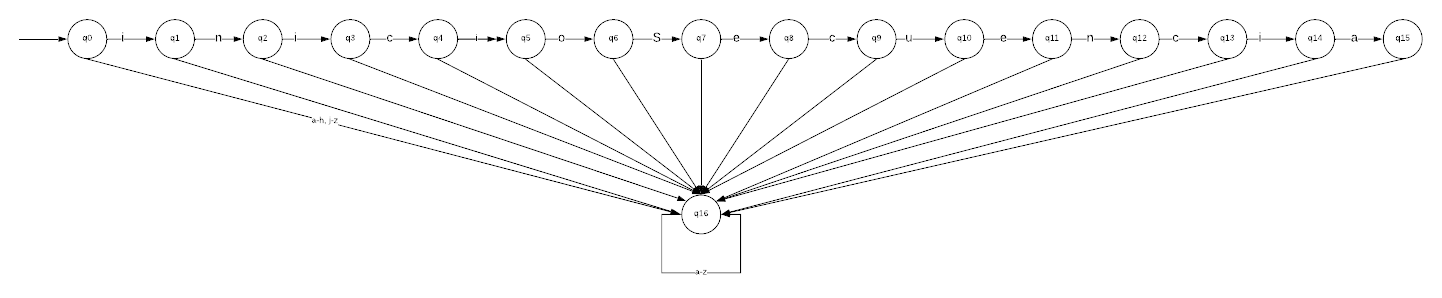 q0 i q1 n q2 i q3 c q4 i q5 o q6 S q7 e q8 c q9 u q10 e q11 n q12 c q13 i q14 a q15
a-h, j-z
q16
a-z